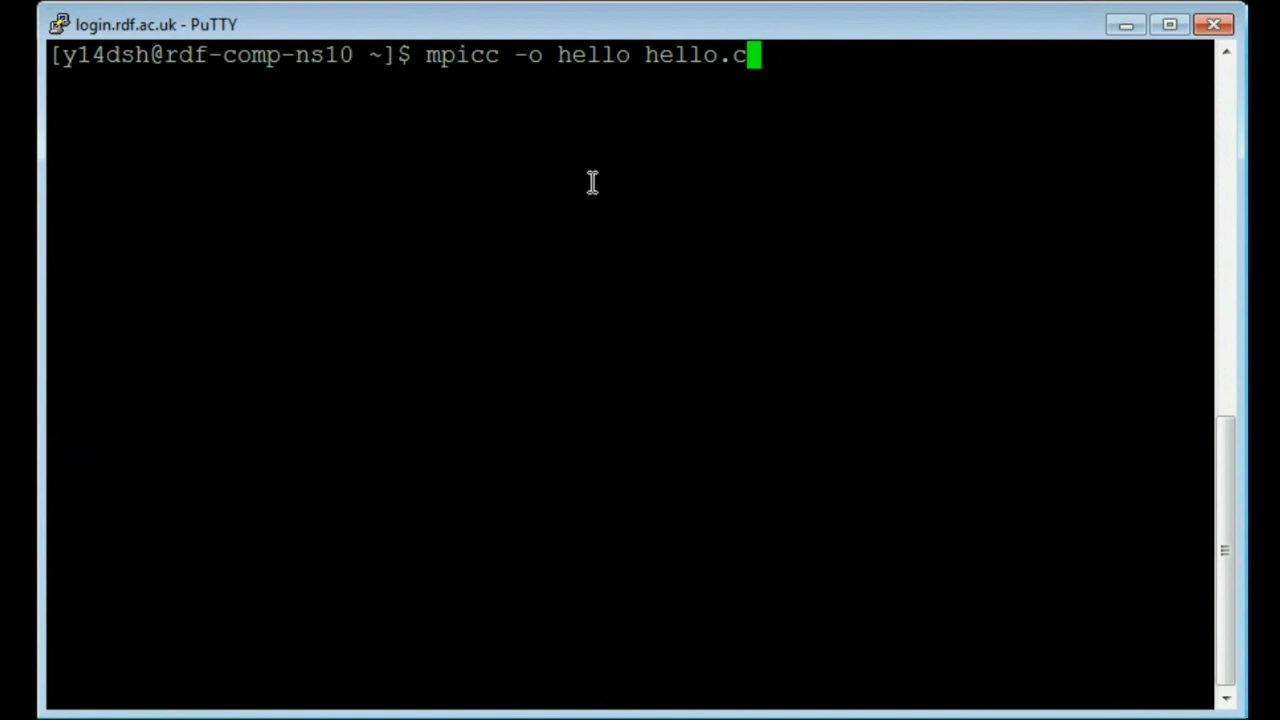 login.rdf.ac.uk - PuTTY
[y14dsh@rdf-comp-ns10 ~]$ mpicc -o hello hello.c